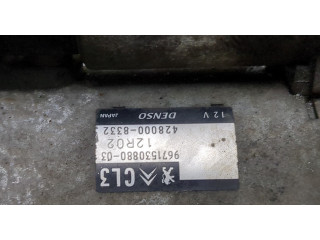 CL3
9671530880-03
12R02
428000-8332
DENSO
12 V
JAPAN